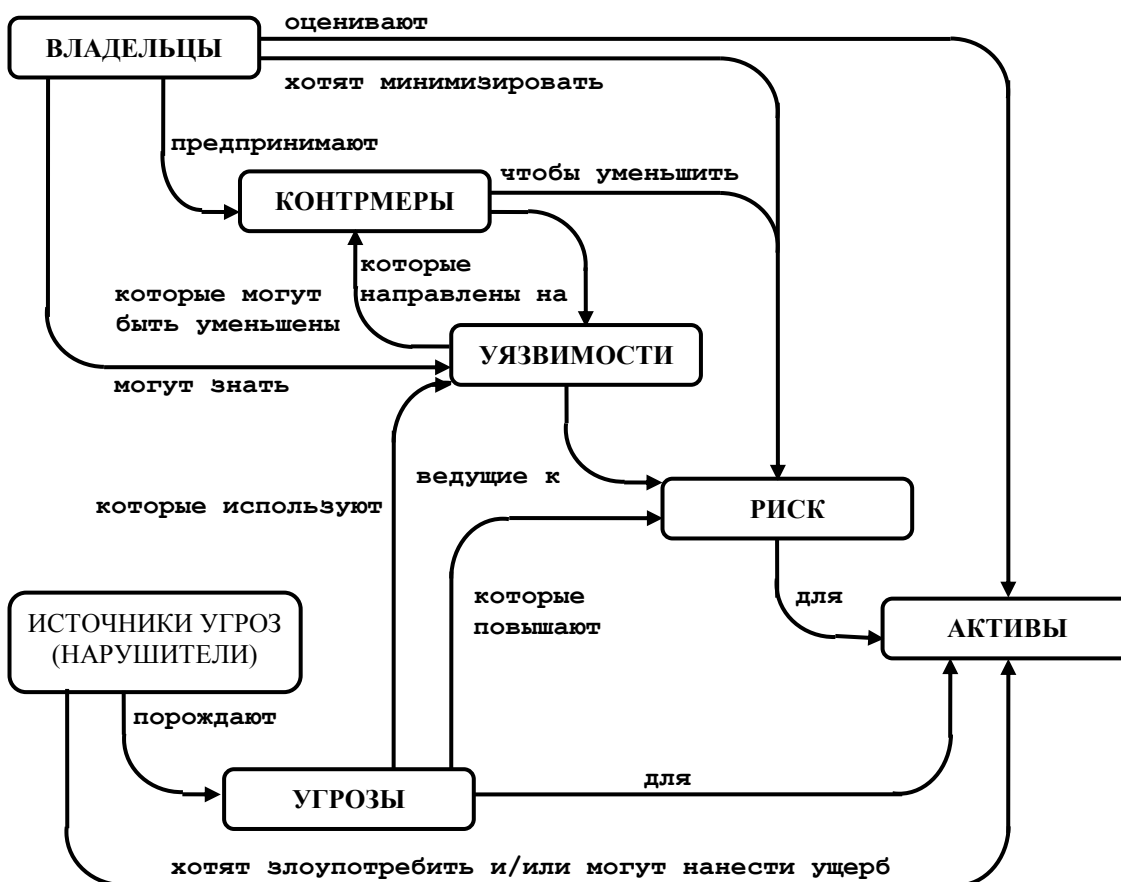 оценивают
ВЛАДЕЛЬЦЫ
хотят минимизировать
предпринимают
чтобы уменьшить
КОНТРМЕРЫ
которые
направлены на
которые могут
быть уменьшены
УЯЗВИМОСТИ
могут знать
ведущие к
которые используют
РИСК
которые
повышают
для
ИСТОЧНИКИ УГРОЗ
(НАРУШИТЕЛИ)
АКТИВЫ
порождают
для
УГРОЗЫ
хотят злоупотребить и/или могут нанести ущерб